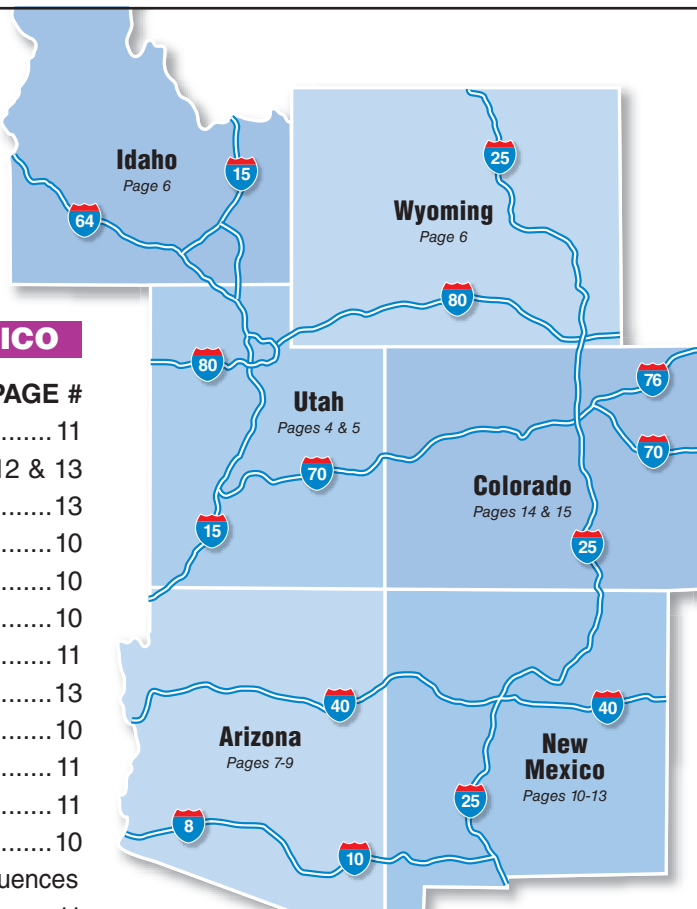 Idaho
Page 6
15
64
25
Wyoming
Page 6
80
80
ICO
PAGE #
11
12 & 13
13
10
10
10
11
13
10
11
11
10
uences
Utah
Pages 4 & 5
70
15
76
70
Colorado
Pages 14 & 15
25
40
Arizona
Pages 7-9
8
10
40
New
Mexico
Pages 10-13
25